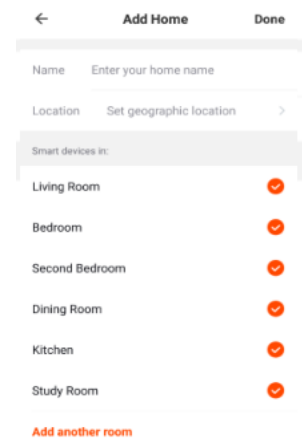 Add Home Done
Name Enter your home name
Location Set geographic location
Smart devices in:
Living Room
Bedroom
Second Bedroom
Dining Room
Kitchen
Study Room
Add another room